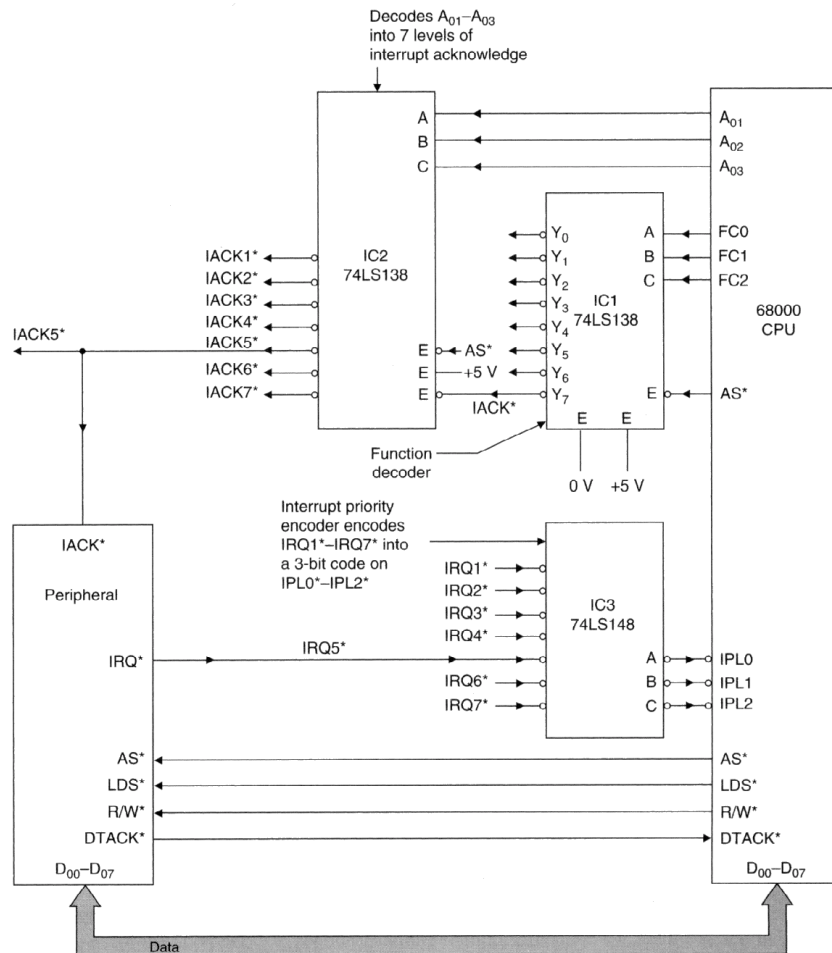 Decodes A01–A03
into 7 levels of
interrupt acknowledge
A
B
C
A01
A02
A03
IC2
74LS138
IACK1*
IACK2*
IACK3*
IACK4*
IACK5*
IACK6*
IACK7*
IACK5*
E
E
E
AS*
+5 V
IACK*
Y0
Y1
Y2
Y3
Y4
Y5
Y6
Y7
A
B
C
IC1
74LS138
E
E
E
0 V
+5 V
FC0
FC1
FC2
68000
CPU
AS*
Function
decoder
Interrupt priority
encoder encodes
IRQ1*–IRQ7* into
a 3-bit code on
IPL0*–IPL2*
IACK*
Peripheral
IRQ*
IRQ5*
IRQ1*
IRQ2*
IRQ3*
IRQ4*
IRQ6*
IRQ7*
IC3
74LS148
A
B
C
IPL0
IPL1
IPL2
AS*
LDS*
R/W*
DTACK*
D00–D07
AS*
LDS*
R/W*
DTACK*
D00–D07
Data